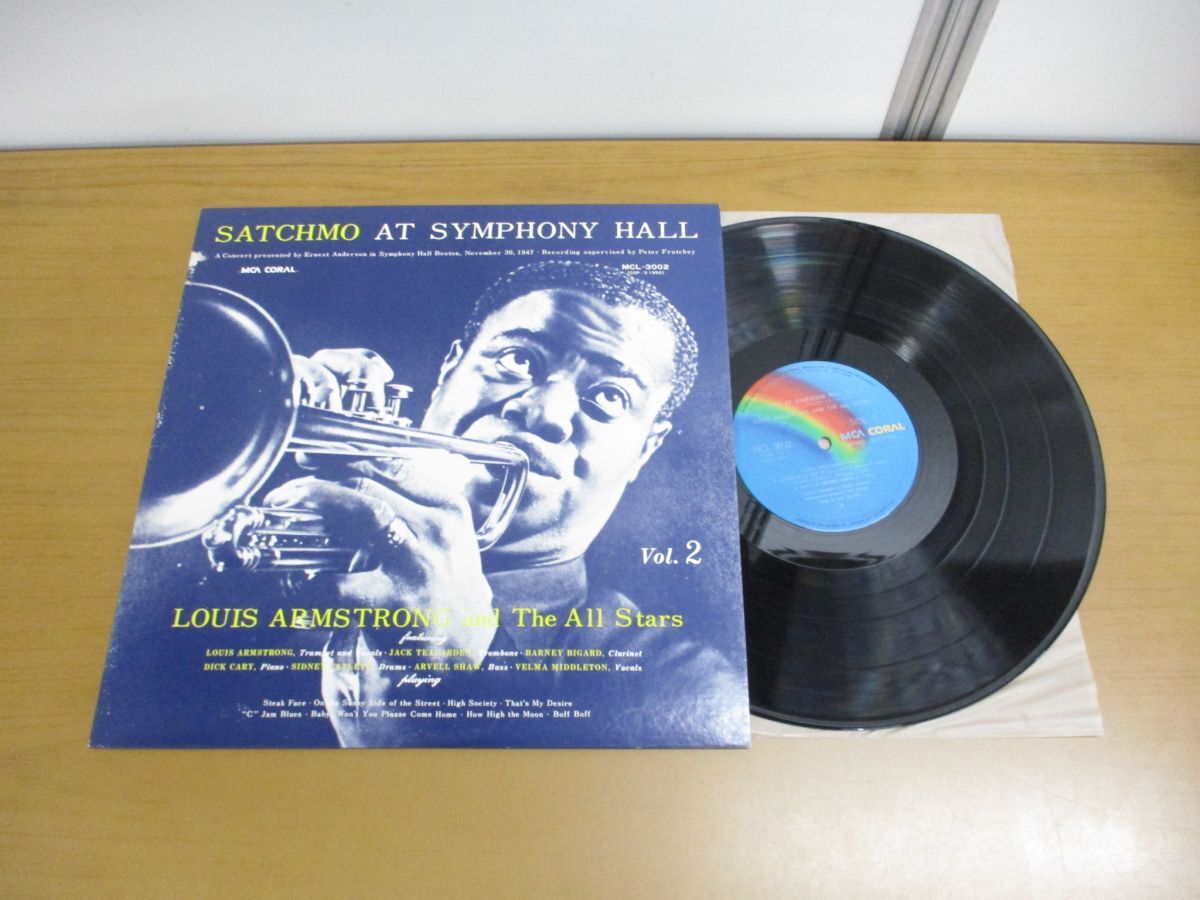 SATCHMO AT SYMPHONY HALL
A Concert presented by Ernest Anderson in Symphony Hall Boston, November 30, 1947 · Recording supervised by Peter Fratchey
MCA CORAL
MCL-3002
Vol. 2
LOUIS ARMSTRONG and The All Stars
featuring
LOUIS ARMSTRONG, Trumpet and Vocals · JACK TEAGARDEN, Trombone · BARNEY BIGARD, Clarinet
DICK CARY, Piano · SIDNEY CATLETT, Drums · ARVELL SHAW, Bass · VELMA MIDDLETON, Vocals
playing
Steak Face · On the Sunny Side of the Street · High Society · That's My Desire
"C" Jam Blues · Baby, Won't You Please Come Home · How High the Moon · Boff Boff
MCA CORAL